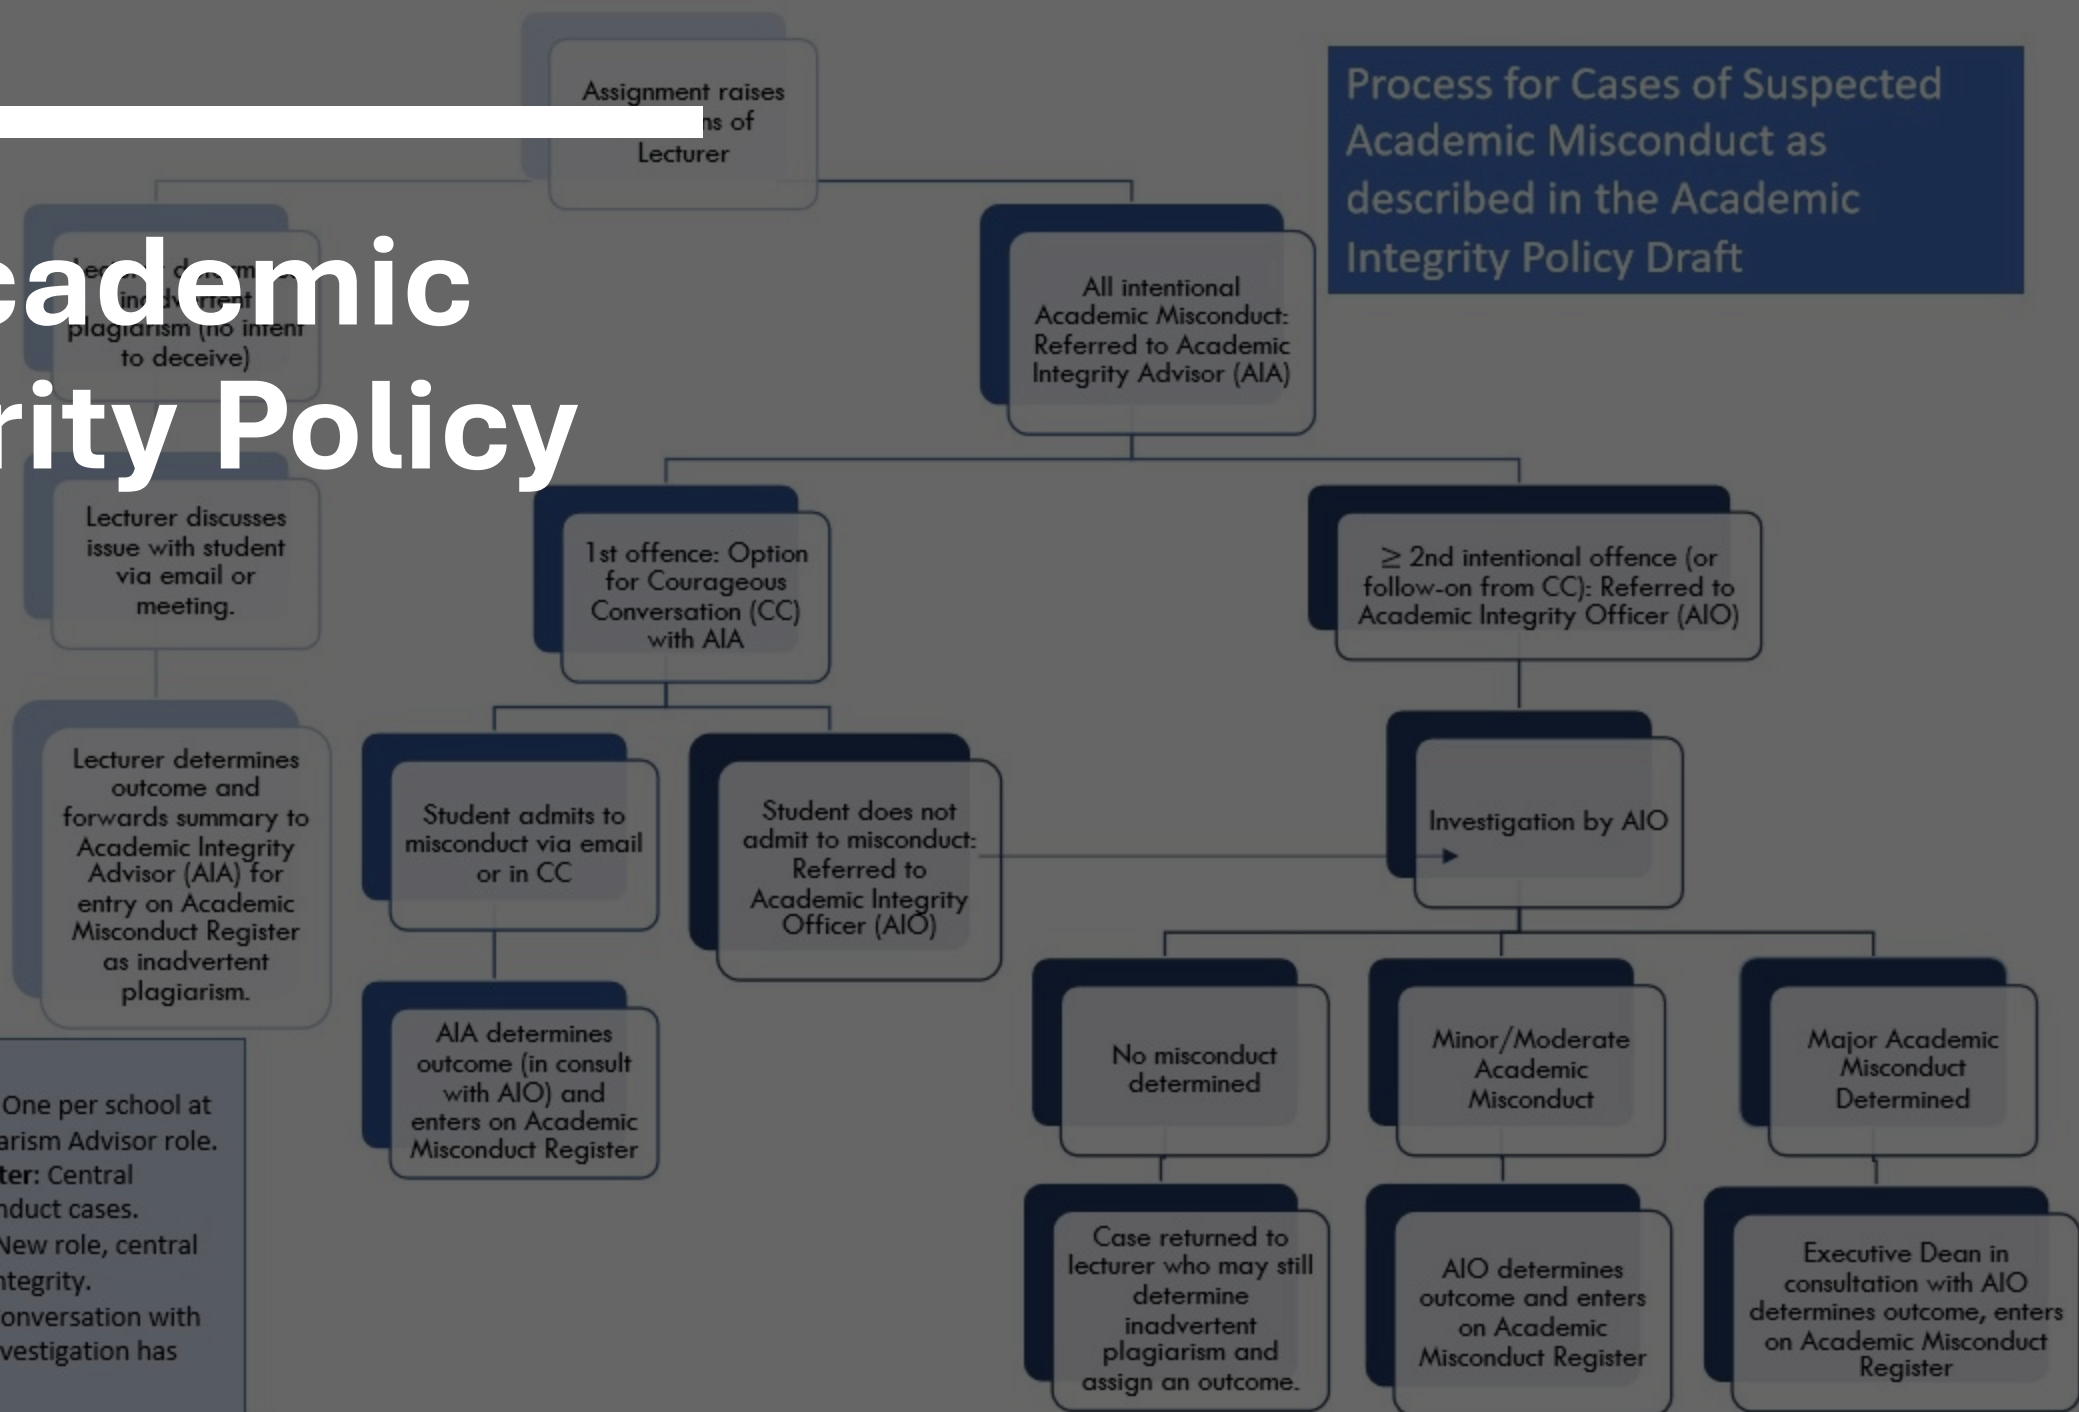 Assignment raises
ns of
Lecturer
Process for Cases of Suspected
Academic Misconduct as
described in the Academic
Integrity Policy Draft
cademic
rity Policy
inadvertent
plagiarism (no intent
to deceive)
All intentional
Academic Misconduct:
Referred to Academic
Integrity Advisor (AIA)
Lecturer discusses
issue with student
via email or
meeting.
1st offence: Option
for Courageous
Conversation (CC)
with AIA
≥ 2nd intentional offence (or
follow-on from CC): Referred to
Academic Integrity Officer (AIO)
Lecturer determines
outcome and
forwards summary to
Academic Integrity
Advisor (AIA) for
entry on Academic
Misconduct Register
as inadvertent
plagiarism.
Student admits to
misconduct via email
or in CC
Student does not
admit to misconduct:
Referred to
Academic Integrity
Officer (AIO)
Investigation by AIO
AIA determines
outcome (in consult
with AIO) and
enters on Academic
Misconduct Register
No misconduct
determined
Minor/Moderate
Academic
Misconduct
Major Academic
Misconduct
Determined
Case returned to
lecturer who may still
determine
inadvertent
plagiarism and
assign an outcome.
AIO determines
outcome and enters
on Academic
Misconduct Register
Executive Dean in
consultation with AIO
determines outcome, enters
on Academic Misconduct
Register
One per school at
arism Advisor role.
ter: Central
nduct cases.
New role, central
ntegrity.
onversation with
vestigation has